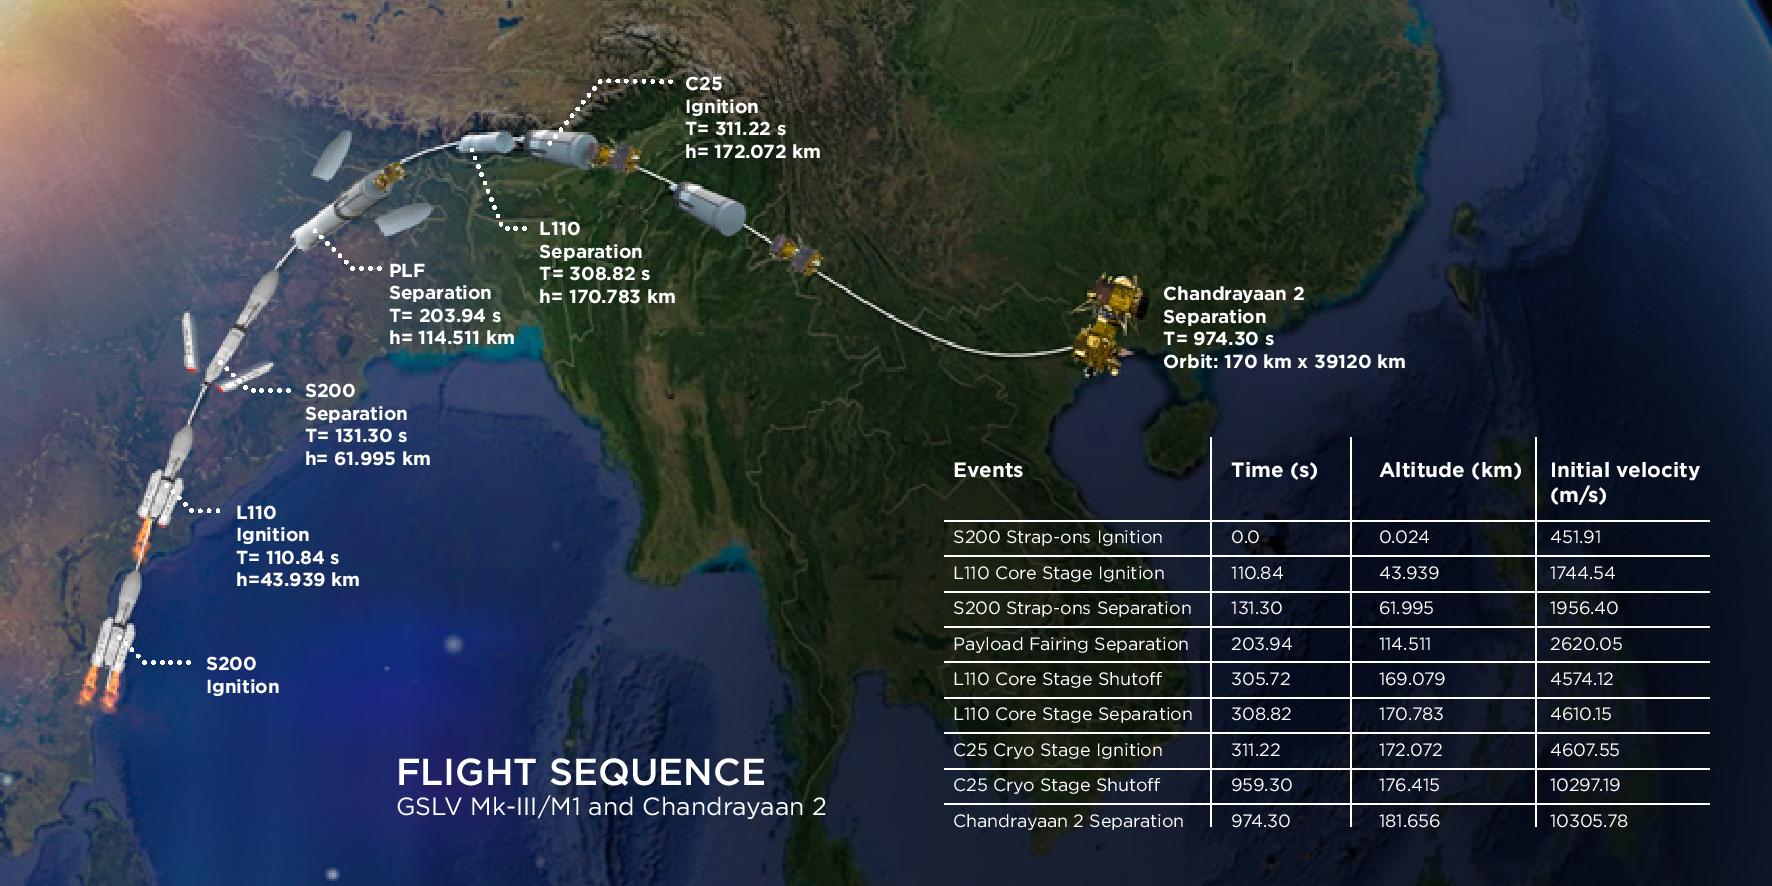 C25
Ignition
T= 311.22 s
h= 172.072 km
L110
Separation
T= 308.82 s
h= 170.783 km
PLF
Separation
T= 203.94 s
h= 114.511 km
Chandrayaan 2
Separation
T= 974.30 s
Orbit: 170 km x 39120 km
S200
Separation
T= 131.30 s
h= 61.995 km
L110
Ignition
T= 110.84 s
h=43.939 km
S200
Ignition
FLIGHT SEQUENCE
GSLV Mk-III/M1 and Chandrayaan 2
Events Time (s) Altitude (km) Initial velocity
(m/s)
S200 Strap-ons Ignition 0.0 0.024 451.91
L110 Core Stage Ignition 110.84 43.939 1744.54
S200 Strap-ons Separation 131.30 61.995 1956.40
Payload Fairing Separation 203.94 114.511 2620.05
L110 Core Stage Shutoff 305.72 169.079 4574.12
L110 Core Stage Separation 308.82 170.783 4610.15
C25 Cryo Stage Ignition 311.22 172.072 4607.55
C25 Cryo Stage Shutoff 959.30 176.415 10297.19
Chandrayaan 2 Separation 974.30 181.656 10305.78